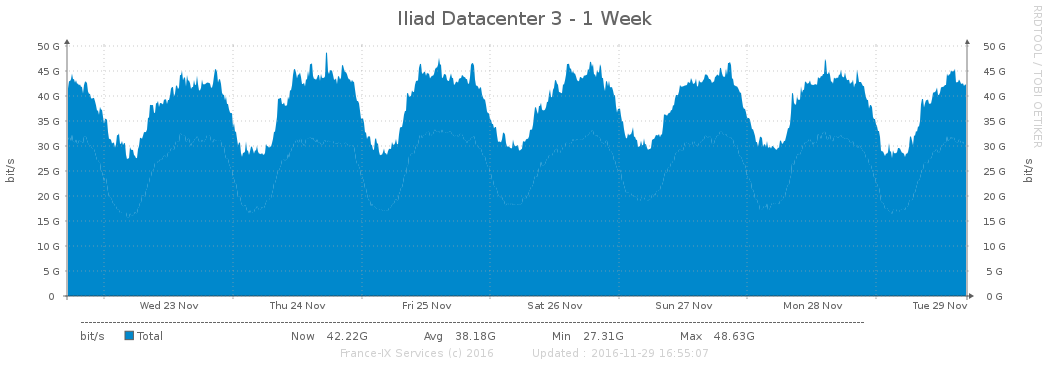 Iliad Datacenter 3 - 1 Week
RRDTOOL / TOBI OETIKER
50 G 50 G
45 G 45 G
40 G 40 G
35 G 35 G
30 G 30 G
25 G 25 G
20 G 20 G
15 G 15 G
10 G 10 G
5 G 5 G
0 0 G
bit/s bit/s
Wed 23 Nov Thu 24 Nov Fri 25 Nov Sat 26 Nov Sun 27 Nov Mon 28 Nov Tue 29 Nov
bit/s Total Now 42.22G Avg 38.18G Min 27.31G Max 48.63G
France-IX Services (c) 2016 Updated : 2016-11-29 16:55:07